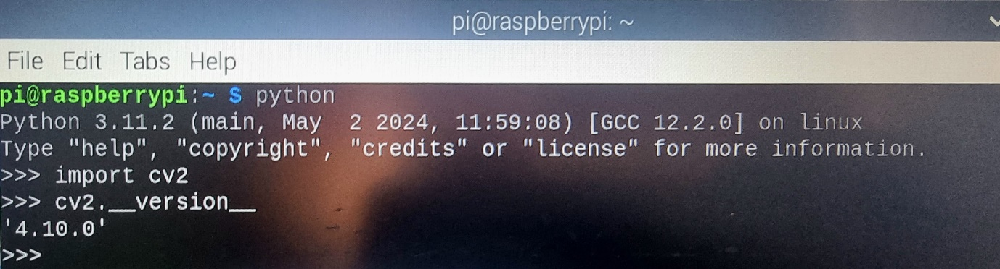 pi@raspberrypi: ~
File Edit Tabs Help
pi@raspberrypi:~ $ python
Python 3.11.2 (main, May  2 2024, 11:59:08) [GCC 12.2.0] on linux
Type "help", "copyright", "credits" or "license" for more information.
>>> import cv2
>>> cv2.__version__
'4.10.0'
>>>